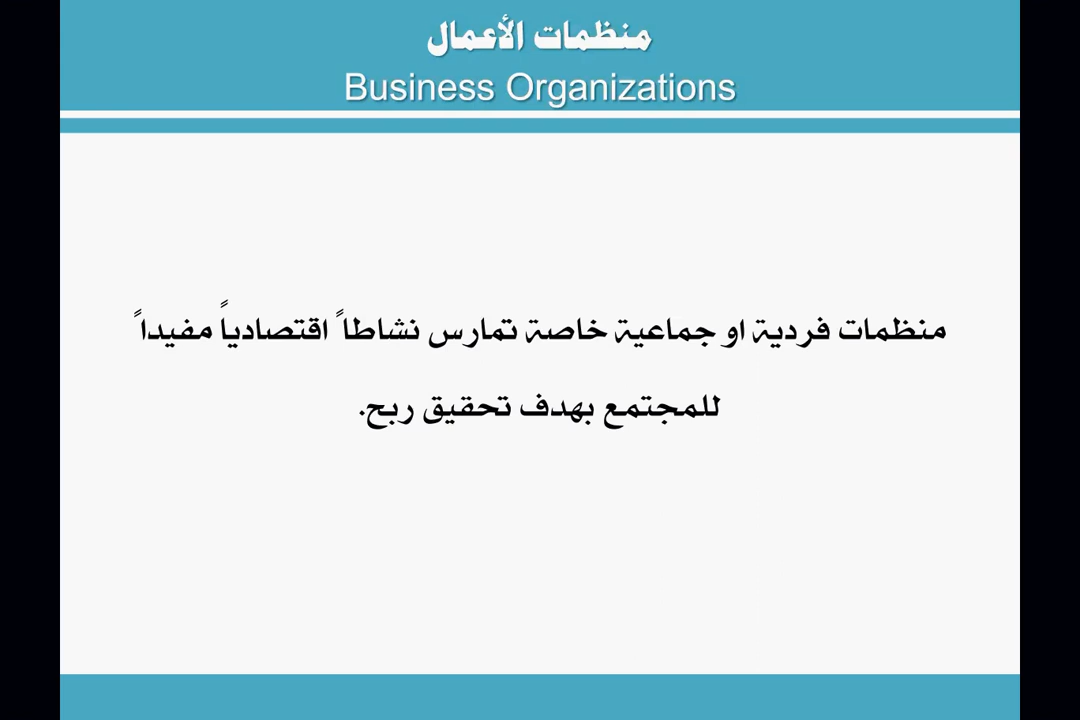 منظمات الأعمال
Business Organizations
منظمات فردية او جماعية خاصة تمارس نشاطاً اقتصادياً مفيداً
للمجتمع بهدف تحقيق ربح.